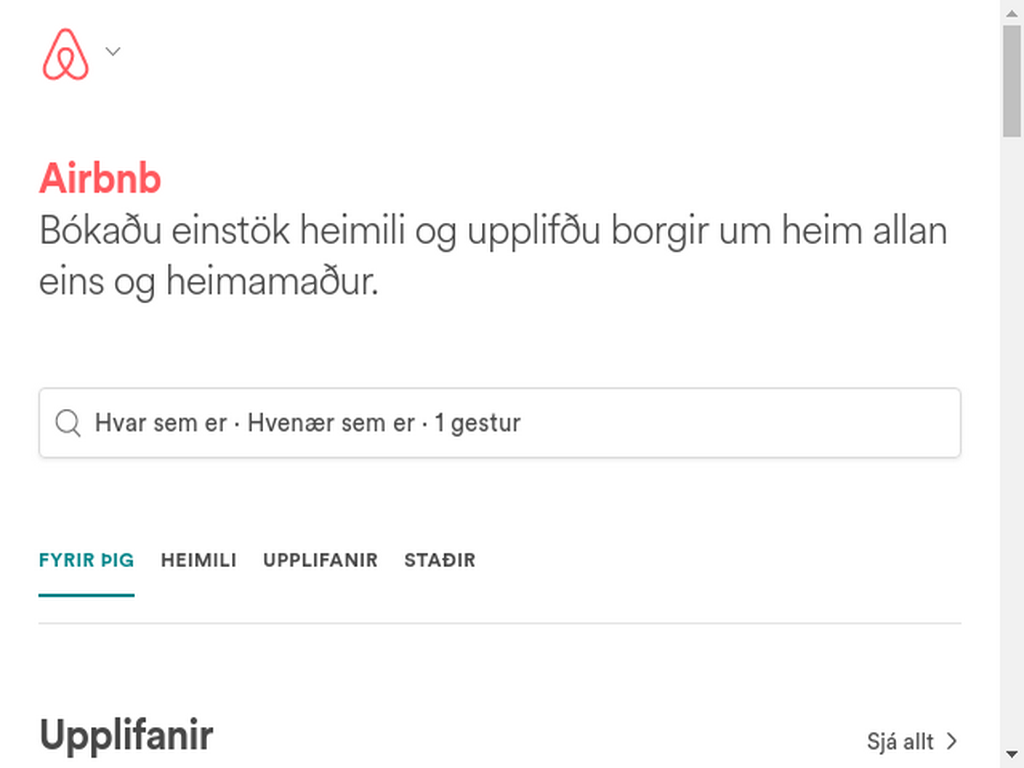 Airbnb
Bókaðu einstök heimili og upplifðu borgir um heim allan
eins og heimamaður.
Hvar sem er · Hvenær sem er · 1 gestur
FYRIR ÞIG HEIMILI UPPLIFANIR STAÐIR
Upplifanir Sjá allt